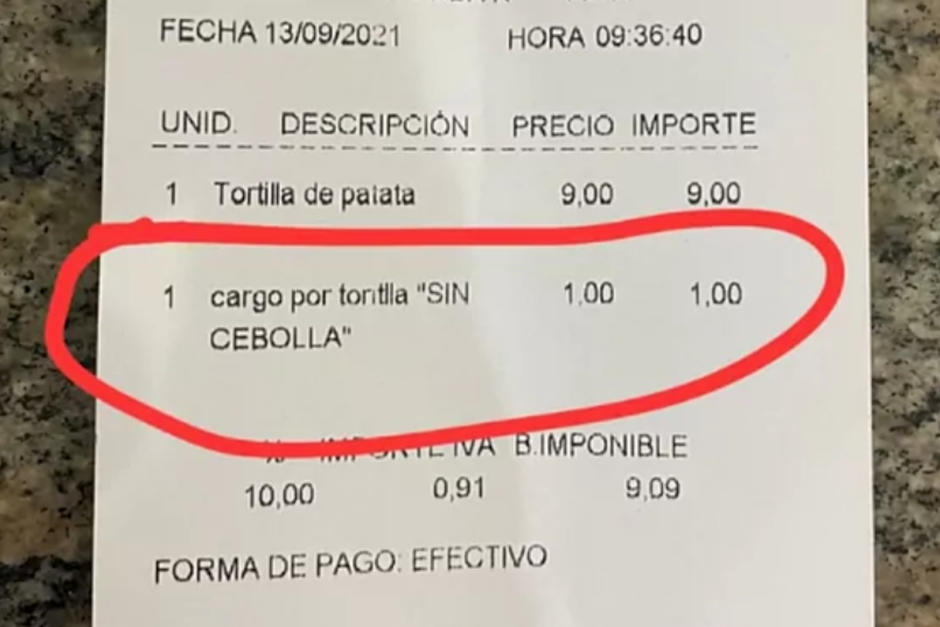 FECHA 13/09/2021 HORA 09:36:40
UNID. DESCRIPCIÓN PRECIO IMPORTE
1 Tortilla de patata 9,00 9,00
1 cargo por tortilla "SIN 1,00 1,00
CEBOLLA"
% IMPORTE IVA B.IMPONIBLE
10,00 0,91 9,09
FORMA DE PAGO: EFECTIVO